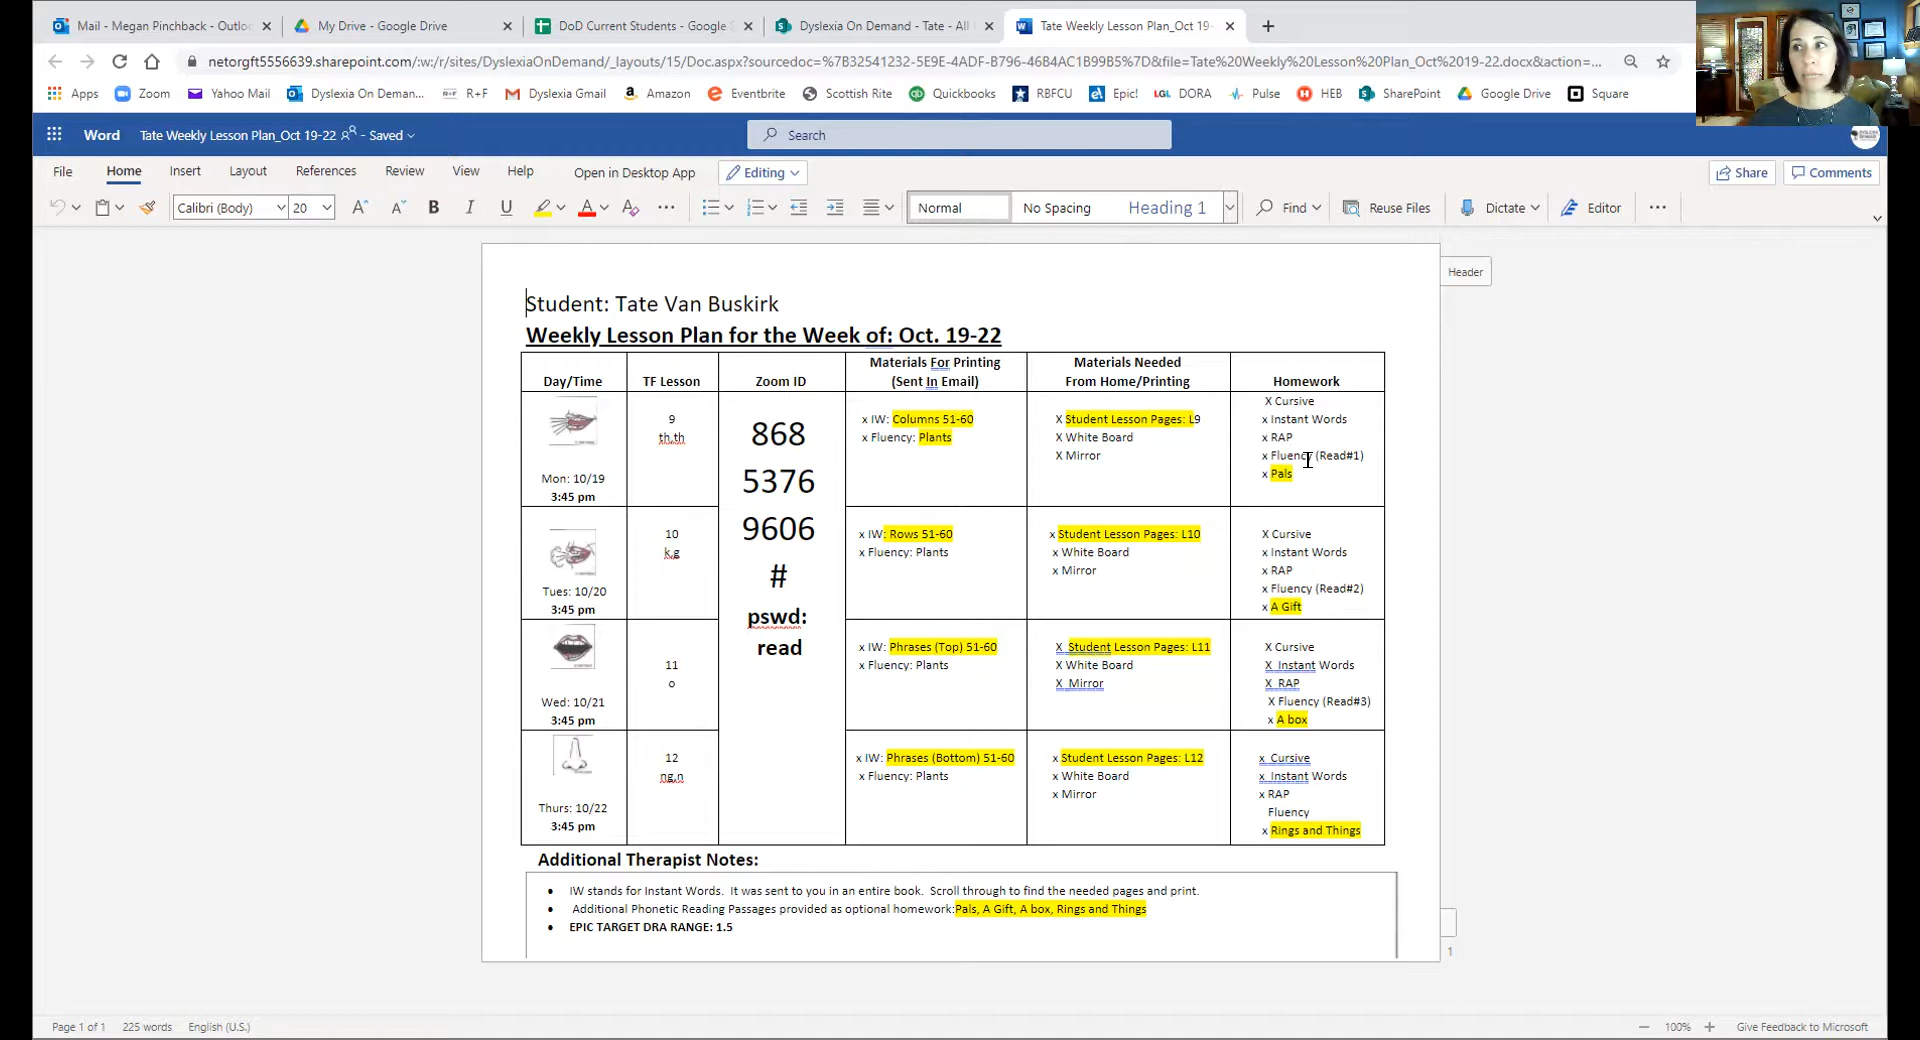 Mail - Megan Pinchback - Outloo
My Drive - Google Drive
DoD Current Students - Google S
Dyslexia On Demand - Tate - All
Tate Weekly Lesson Plan_Oct 19-
netorgft5556639.sharepoint.com/:w:/r/sites/DyslexiaOnDemand/_layouts/15/Doc.aspx?sourcedoc=%7B32541232-5E9E-4ADF-B796-46B4AC1B99B5%7D&file=Tate%20Weekly%20Lesson%20Plan_Oct%2019-22.docx&action=...
Apps Zoom Yahoo Mail Dyslexia On Deman... R+F Dyslexia Gmail Amazon Eventbrite Scottish Rite Quickbooks RBFCU Epic! LGL DORA Pulse HEB SharePoint Google Drive Square
Word Tate Weekly Lesson Plan_Oct 19-22 - Saved
Search
File Home Insert Layout References Review View Help Open in Desktop App Editing Share Comments
Calibri (Body) 20 A A B I U A Normal No Spacing Heading 1 Find Reuse Files Dictate Editor
Header
Student: Tate Van Buskirk
Weekly Lesson Plan for the Week of: Oct. 19-22
Day/Time
TF Lesson
Zoom ID
Materials For Printing
(Sent In Email)
Materials Needed
From Home/Printing
Homework
Mon: 10/19
3:45 pm
9
th,th
868
5376
9606
#
pswd:
read
x IW: Columns 51-60
x Fluency: Plants
X Student Lesson Pages: L9
X White Board
X Mirror
X Cursive
x Instant Words
x RAP
x Fluency (Read#1)
x Pals
Tues: 10/20
3:45 pm
10
k,g
x IW: Rows 51-60
x Fluency: Plants
x Student Lesson Pages: L10
x White Board
x Mirror
X Cursive
x Instant Words
x RAP
x Fluency (Read#2)
x A Gift
Wed: 10/21
3:45 pm
11
o
x IW: Phrases (Top) 51-60
x Fluency: Plants
X Student Lesson Pages: L11
X White Board
X Mirror
X Cursive
X Instant Words
X RAP
X Fluency (Read#3)
x A box
Thurs: 10/22
3:45 pm
12
ng,n
x IW: Phrases (Bottom) 51-60
x Fluency: Plants
x Student Lesson Pages: L12
x White Board
x Mirror
x Cursive
x Instant Words
x RAP
Fluency
x Rings and Things
Additional Therapist Notes:
• IW stands for Instant Words. It was sent to you in an entire book. Scroll through to find the needed pages and print.
• Additional Phonetic Reading Passages provided as optional homework:Pals, A Gift, A box, Rings and Things
• EPIC TARGET DRA RANGE: 1.5
1
Page 1 of 1 225 words English (U.S.) 100% Give Feedback to Microsoft